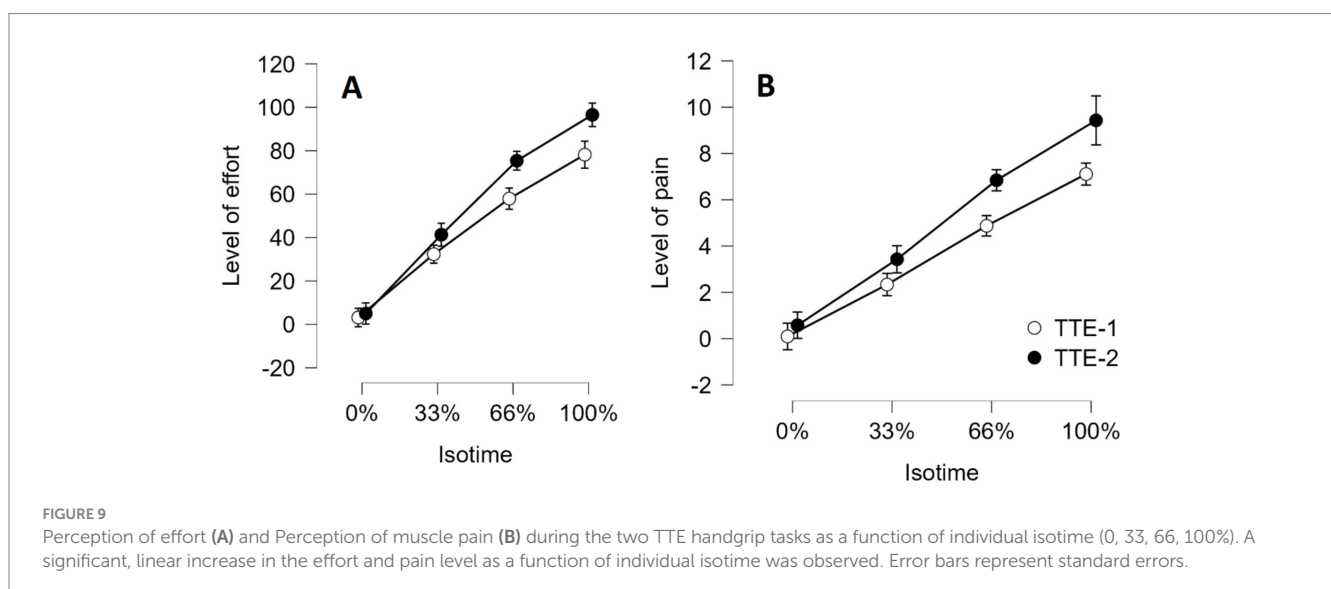 A
Level of effort
120
100
80
60
40
20
0
-20
0% 33% 66% 100%
Isotime
B
Level of pain
12
10
8
6
4
2
0
-2
0% 33% 66% 100%
Isotime
TTE-1
TTE-2
FIGURE 9
Perception of effort (A) and Perception of muscle pain (B) during the two TTE handgrip tasks as a function of individual isotime (0, 33, 66, 100%). A
significant, linear increase in the effort and pain level as a function of individual isotime was observed. Error bars represent standard errors.